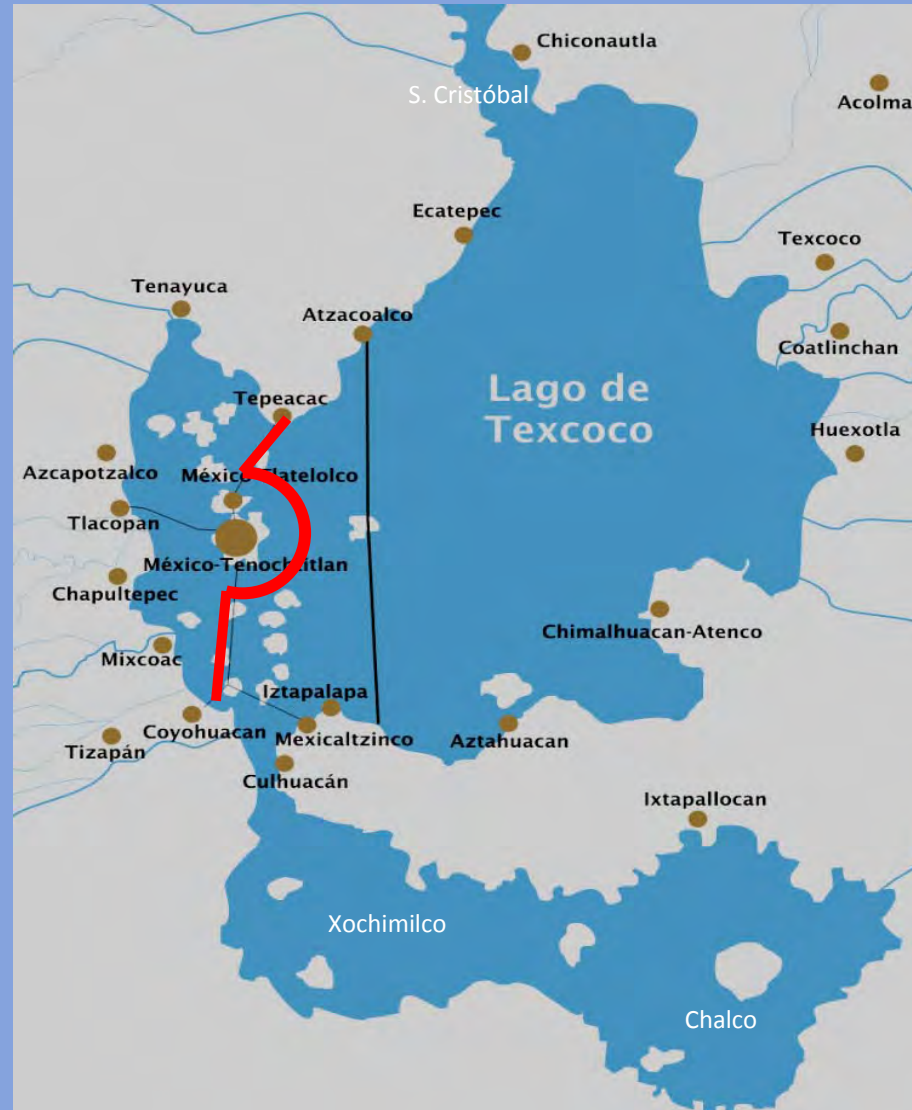 Chiconautla
S. Cristóbal
Acolma
Ecatepec
Texcoco
Tenayuca
Atzacoalco
Coatlinchan
Tepeacac
Lago de
Texcoco
Huexotla
Azcapotzalco
México-Tlatelolco
Tlacopan
México-Tenochtitlan
Chapultepec
Chimalhuacan-Atenco
Mixcoac
Iztapalapa
Coyohuacan
Mexicaltzinco
Aztahuacan
Tizapán
Culhuacán
Ixtapallocan
Xochimilco
Chalco